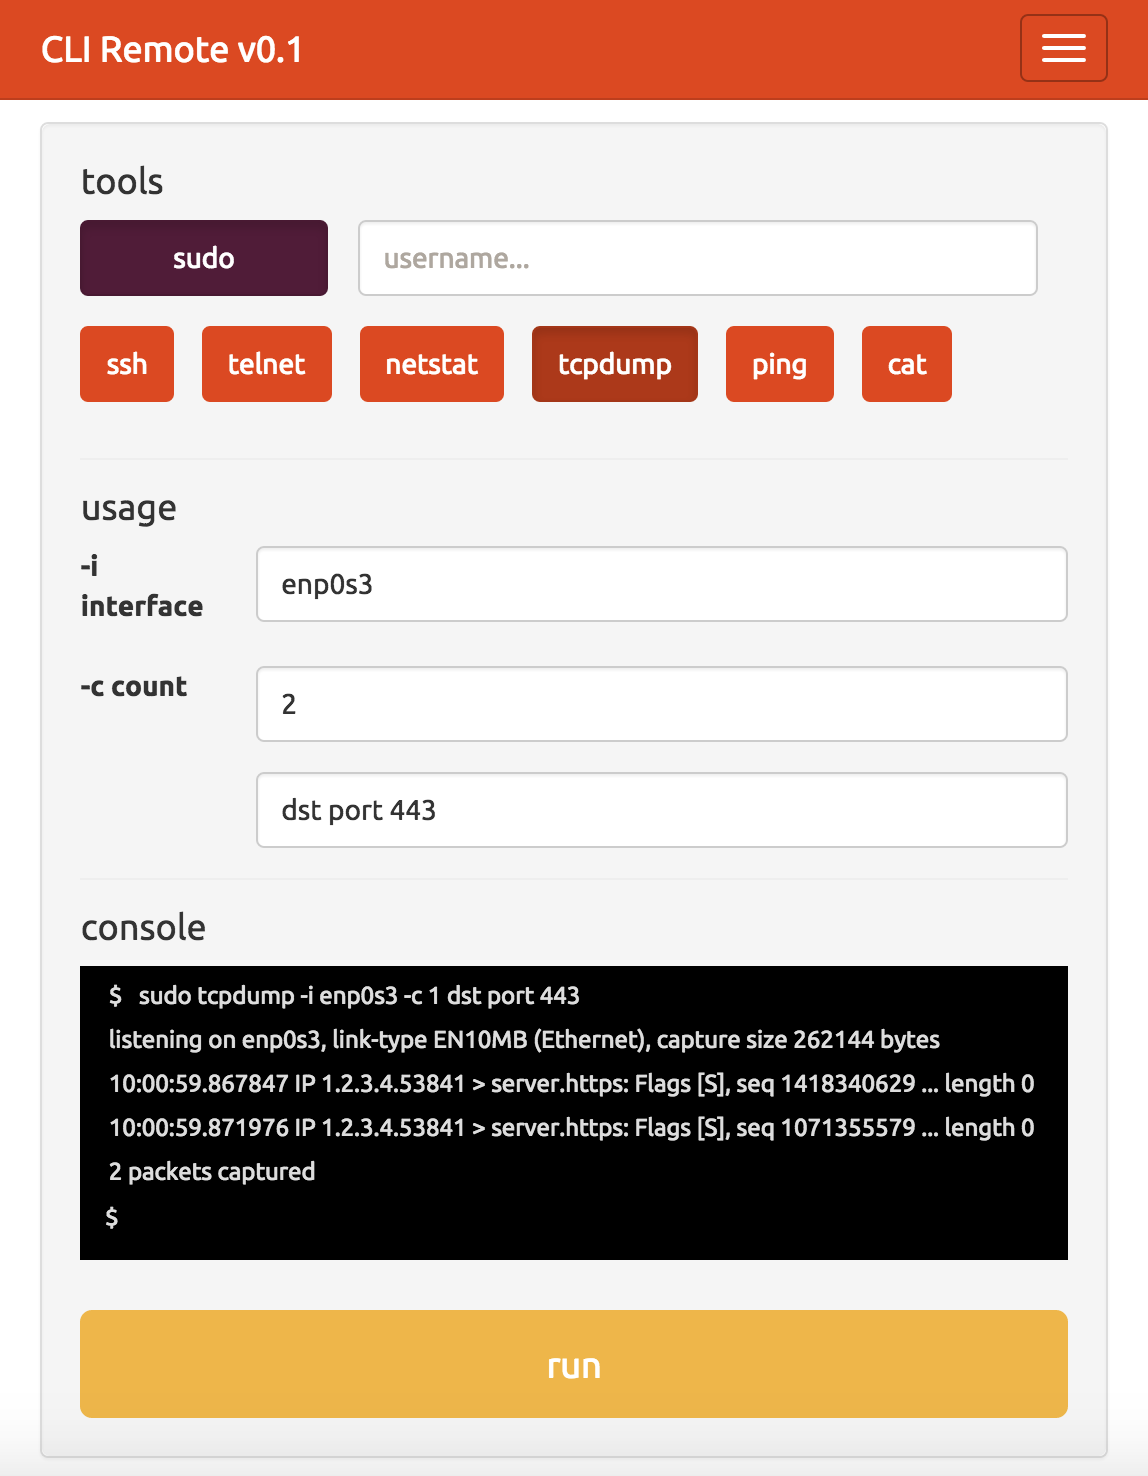 CLI Remote v0.1
tools
sudo username...
ssh telnet netstat tcpdump ping cat
usage
-i
interface
enp0s3
-c count 2
dst port 443
console
$ sudo tcpdump -i enp0s3 -c 1 dst port 443
listening on enp0s3, link-type EN10MB (Ethernet), capture size 262144 bytes
10:00:59.867847 IP 1.2.3.4.53841 > server.https: Flags [S], seq 1418340629 ... length 0
10:00:59.871976 IP 1.2.3.4.53841 > server.https: Flags [S], seq 1071355579 ... length 0
2 packets captured
$
run